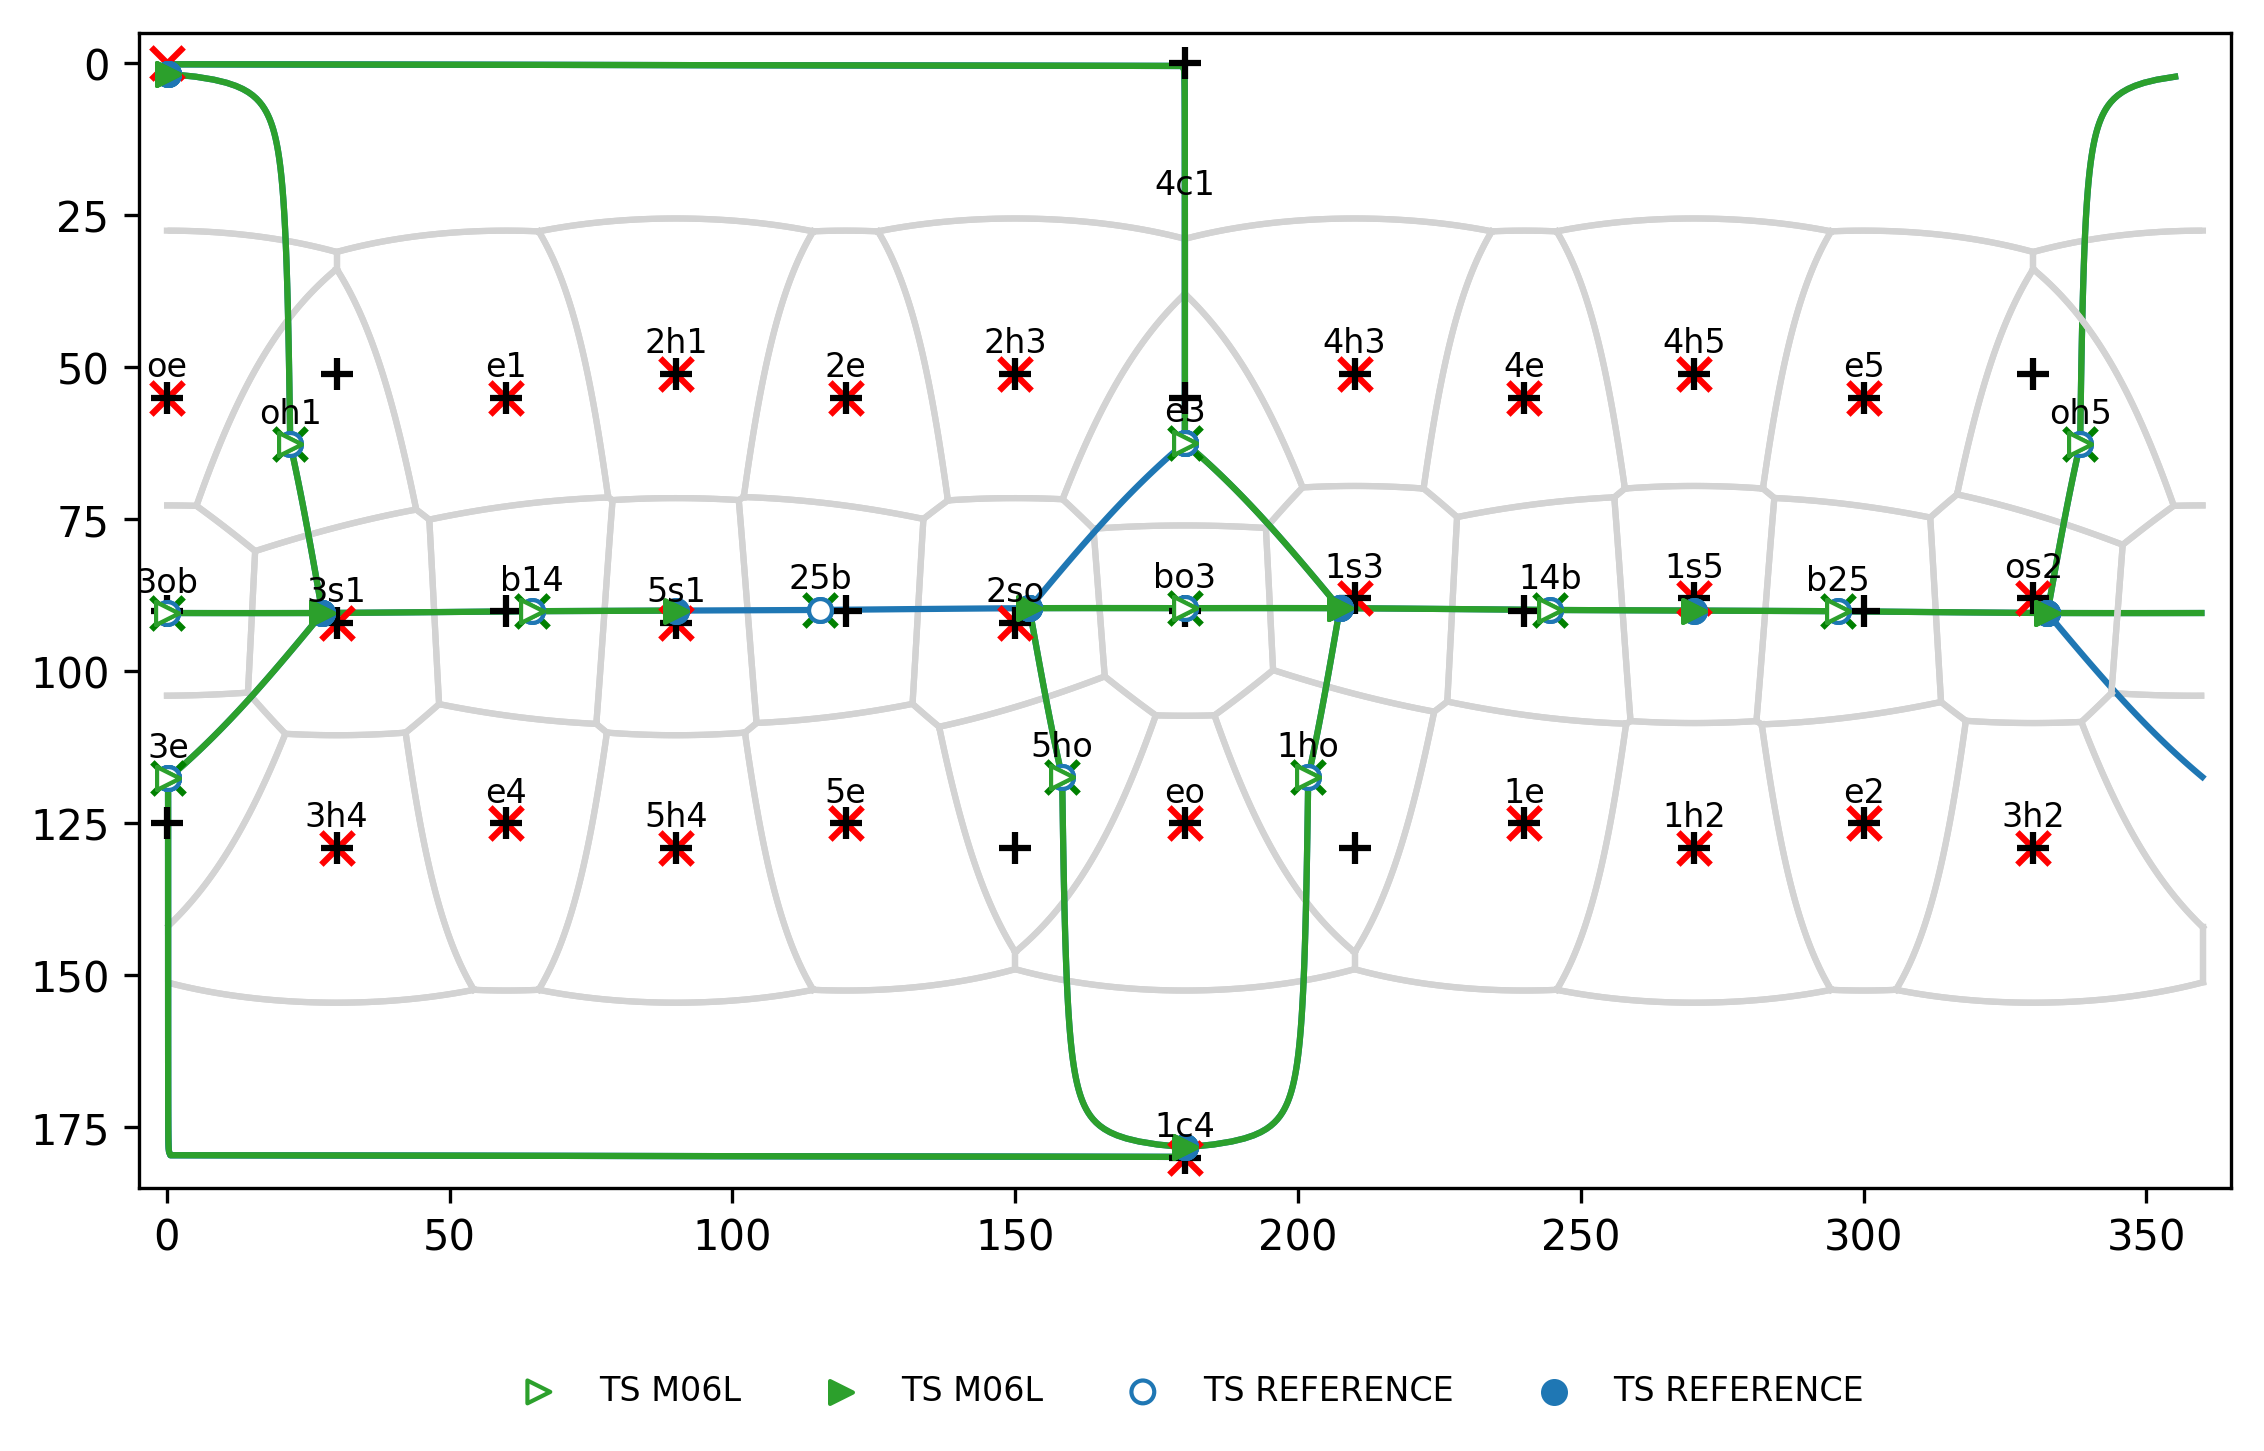 0
4c1
25
2h1 2h3 4h3 4h5
oe e1 2e 4e e5
50
oh1 e3 oh5
75
3ob 3s1 b14 5s1 25b 2so bo3 1s3 14b 1s5 b25 os2
100
3e 5ho 1ho
e4 5e eo 1e e2
125
3h4 5h4 1h2 3h2
150
1c4
175
0 50 100 150 200 250 300 350
TS M06L TS M06L TS REFERENCE TS REFERENCE